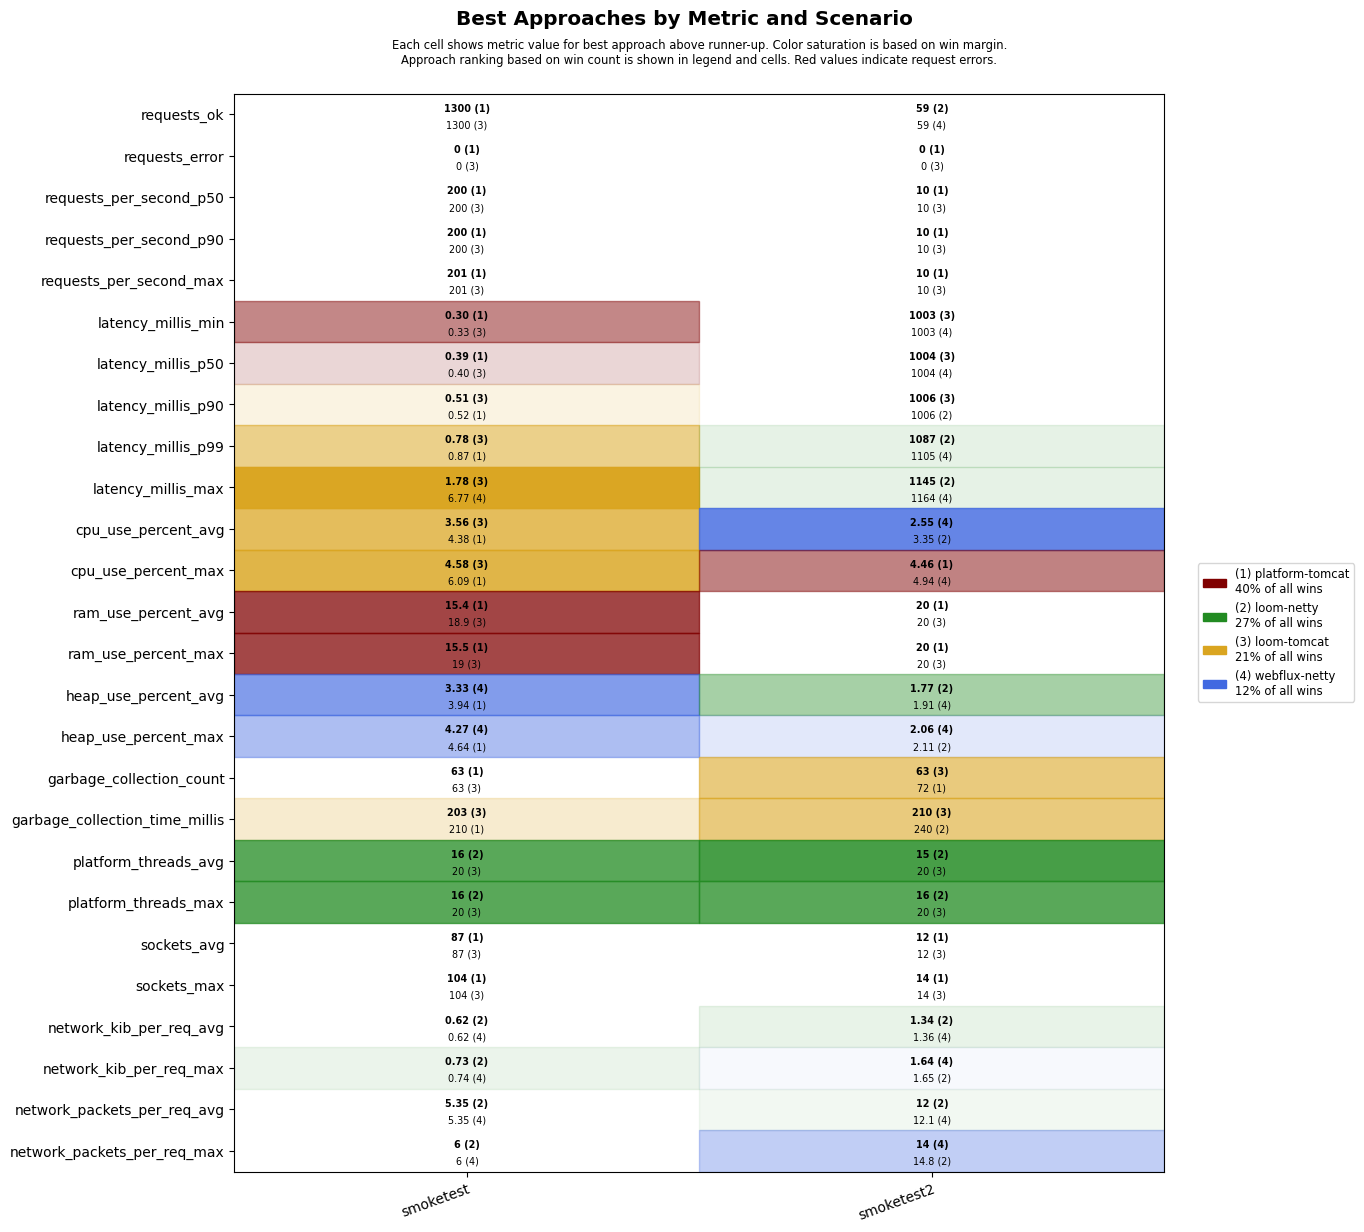 Best Approaches by Metric and Scenario
Each cell shows metric value for best approach above runner-up. Color saturation is based on win margin.
Approach ranking based on win count is shown in legend and cells. Red values indicate request errors.
requests_ok
1300 (1)
1300 (3)
59 (2)
59 (4)
requests_error
0 (1)
0 (3)
0 (1)
0 (3)
requests_per_second_p50
200 (1)
200 (3)
10 (1)
10 (3)
requests_per_second_p90
200 (1)
200 (3)
10 (1)
10 (3)
requests_per_second_max
201 (1)
201 (3)
10 (1)
10 (3)
latency_millis_min
0.30 (1)
0.33 (3)
1003 (3)
1003 (4)
latency_millis_p50
0.39 (1)
0.40 (3)
1004 (3)
1004 (4)
latency_millis_p90
0.51 (3)
0.52 (1)
1006 (3)
1006 (2)
latency_millis_p99
0.78 (3)
0.87 (1)
1087 (2)
1105 (4)
latency_millis_max
1.78 (3)
6.77 (4)
1145 (2)
1164 (4)
cpu_use_percent_avg
3.56 (3)
4.38 (1)
2.55 (4)
3.35 (2)
cpu_use_percent_max
4.58 (3)
6.09 (1)
4.46 (1)
4.94 (4)
ram_use_percent_avg
15.4 (1)
18.9 (3)
20 (1)
20 (3)
ram_use_percent_max
15.5 (1)
19 (3)
20 (1)
20 (3)
heap_use_percent_avg
3.33 (4)
3.94 (1)
1.77 (2)
1.91 (4)
heap_use_percent_max
4.27 (4)
4.64 (1)
2.06 (4)
2.11 (2)
garbage_collection_count
63 (1)
63 (3)
63 (3)
72 (1)
garbage_collection_time_millis
203 (3)
210 (1)
210 (3)
240 (2)
platform_threads_avg
16 (2)
20 (3)
15 (2)
20 (3)
platform_threads_max
16 (2)
20 (3)
16 (2)
20 (3)
sockets_avg
87 (1)
87 (3)
12 (1)
12 (3)
sockets_max
104 (1)
104 (3)
14 (1)
14 (3)
network_kib_per_req_avg
0.62 (2)
0.62 (4)
1.34 (2)
1.36 (4)
network_kib_per_req_max
0.73 (2)
0.74 (4)
1.64 (4)
1.65 (2)
network_packets_per_req_avg
5.35 (2)
5.35 (4)
12 (2)
12.1 (4)
network_packets_per_req_max
6 (2)
6 (4)
14 (4)
14.8 (2)
smoketest
smoketest2
(1) platform-tomcat
40% of all wins
(2) loom-netty
27% of all wins
(3) loom-tomcat
21% of all wins
(4) webflux-netty
12% of all wins